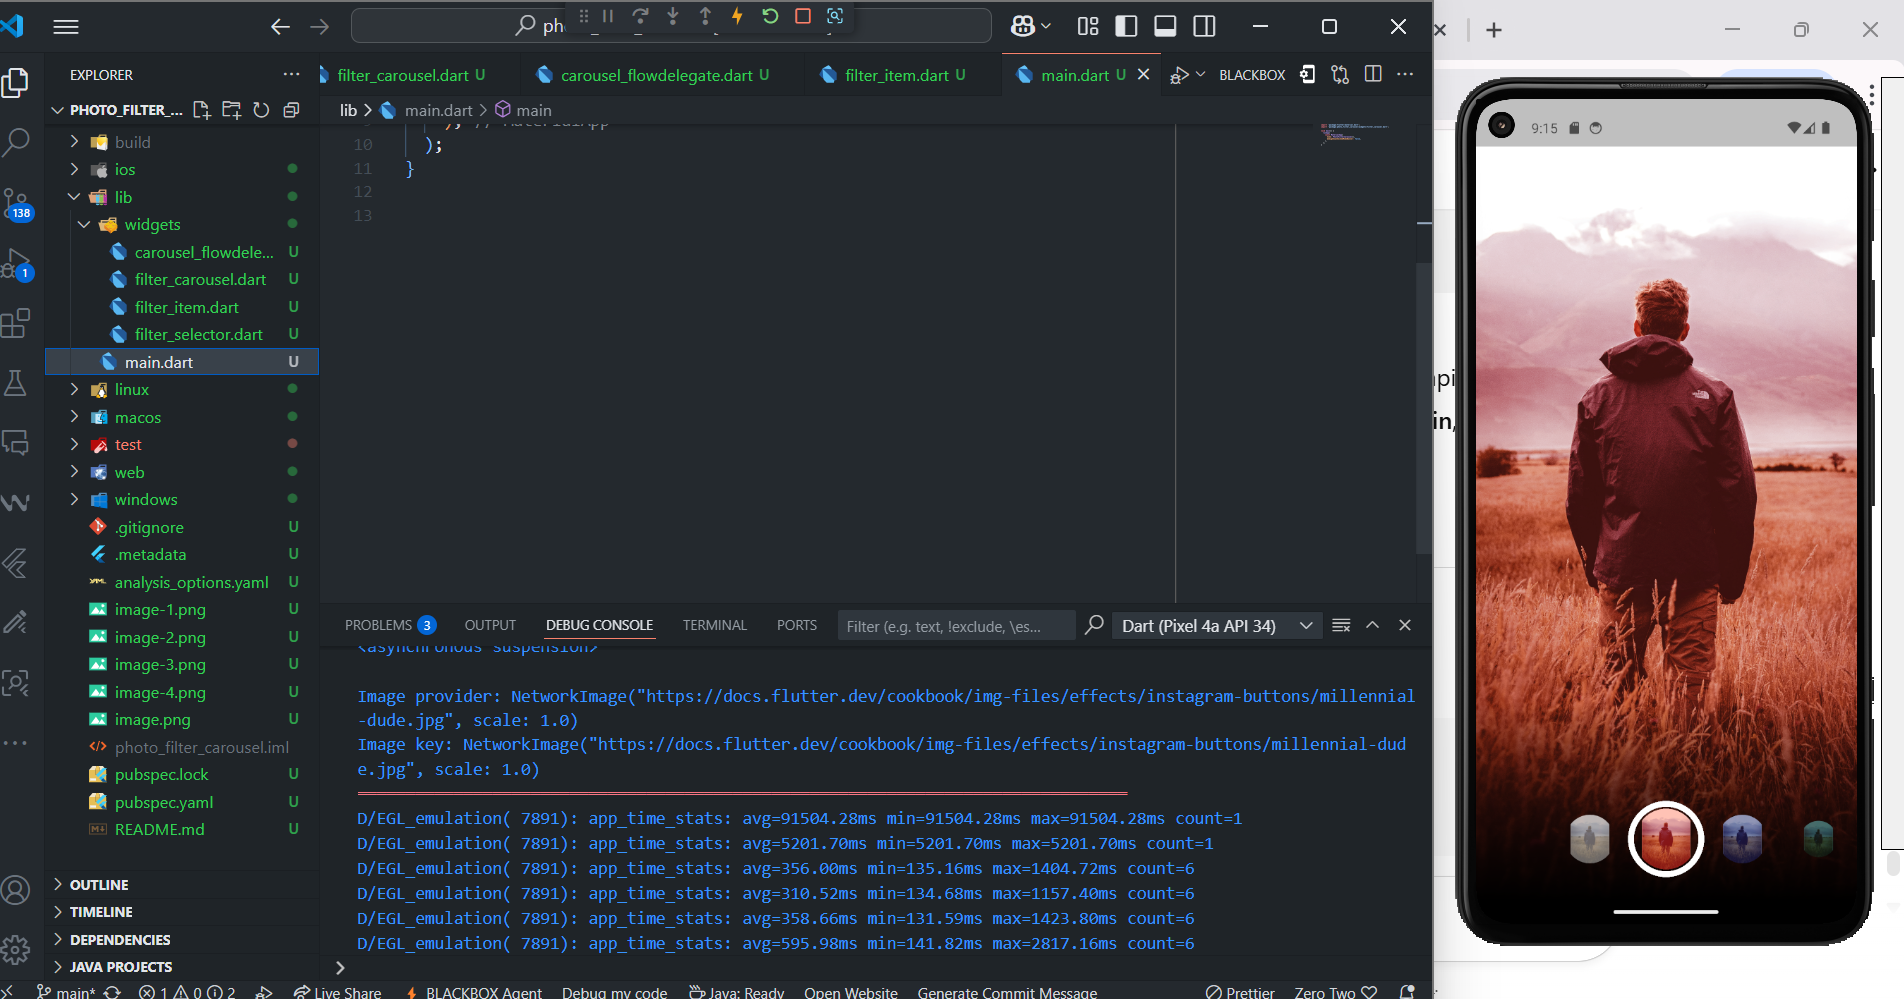 pho
EXPLORER
filter_carousel.dart U
carousel_flowdelegate.dart U
filter_item.dart U
main.dart U
BLACKBOX
PHOTO_FILTER_...
lib > main.dart > main
build
ios
lib
widgets
carousel_flowdele... U
filter_carousel.dart U
filter_item.dart U
filter_selector.dart U
main.dart U
linux
macos
test
web
windows
.gitignore U
.metadata U
analysis_options.yaml U
image-1.png U
image-2.png U
image-3.png U
image-4.png U
image.png U
photo_filter_carousel.iml
pubspec.lock U
pubspec.yaml U
README.md U
OUTLINE
TIMELINE
DEPENDENCIES
JAVA PROJECTS
138
1
); // MaterialApp
10 );
11 }
12
13
PROBLEMS 3 OUTPUT DEBUG CONSOLE TERMINAL PORTS Filter (e.g. text, !exclude, \es... Dart (Pixel 4a API 34)
<asynchronous suspension>
Image provider: NetworkImage("https://docs.flutter.dev/cookbook/img-files/effects/instagram-buttons/millennial
-dude.jpg", scale: 1.0)
Image key: NetworkImage("https://docs.flutter.dev/cookbook/img-files/effects/instagram-buttons/millennial-dud
e.jpg", scale: 1.0)
D/EGL_emulation( 7891): app_time_stats: avg=91504.28ms min=91504.28ms max=91504.28ms count=1
D/EGL_emulation( 7891): app_time_stats: avg=5201.70ms min=5201.70ms max=5201.70ms count=1
D/EGL_emulation( 7891): app_time_stats: avg=356.00ms min=135.16ms max=1404.72ms count=6
D/EGL_emulation( 7891): app_time_stats: avg=310.52ms min=134.68ms max=1157.40ms count=6
D/EGL_emulation( 7891): app_time_stats: avg=358.66ms min=131.59ms max=1423.80ms count=6
D/EGL_emulation( 7891): app_time_stats: avg=595.98ms min=141.82ms max=2817.16ms count=6
main* 1 0 2 Live Share BLACKBOX Agent Debug my code Java: Ready Open Website Generate Commit Message Prettier Zero Two
9:15
in,